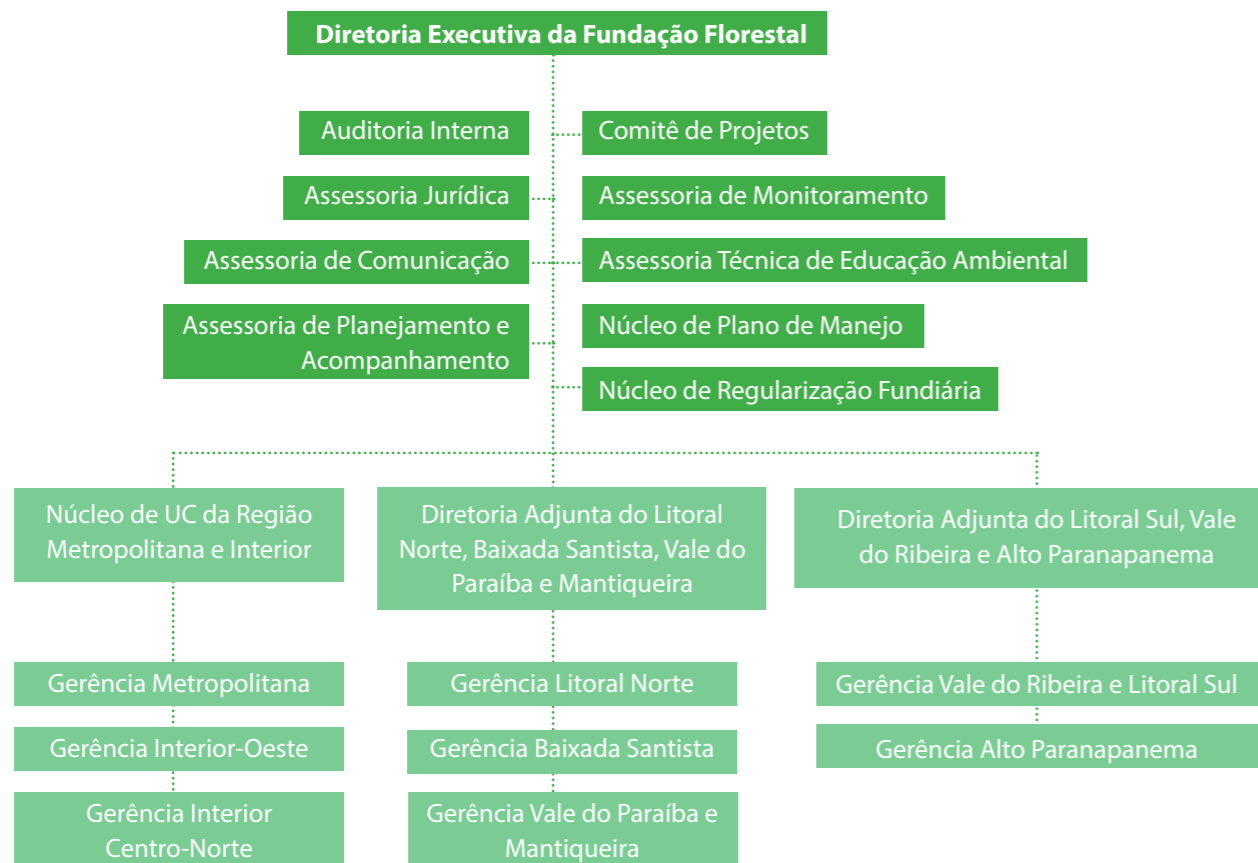 Diretoria Executiva da Fundação Florestal
Auditoria Interna
Comitê de Projetos
Assessoria Jurídica
Assessoria de Monitoramento
Assessoria de Comunicação
Assessoria Técnica de Educação Ambiental
Assessoria de Planejamento e
Acompanhamento
Núcleo de Plano de Manejo
Núcleo de Regularização Fundiária
Núcleo de UC da Região
Metropolitana e Interior
Diretoria Adjunta do Litoral
Norte, Baixada Santista, Vale do
Paraíba e Mantiqueira
Diretoria Adjunta do Litoral Sul, Vale
do Ribeira e Alto Paranapanema
Gerência Metropolitana
Gerência Litoral Norte
Gerência Vale do Ribeira e Litoral Sul
Gerência Interior-Oeste
Gerência Baixada Santista
Gerência Alto Paranapanema
Gerência Interior
Centro-Norte
Gerência Vale do Paraíba e
Mantiqueira